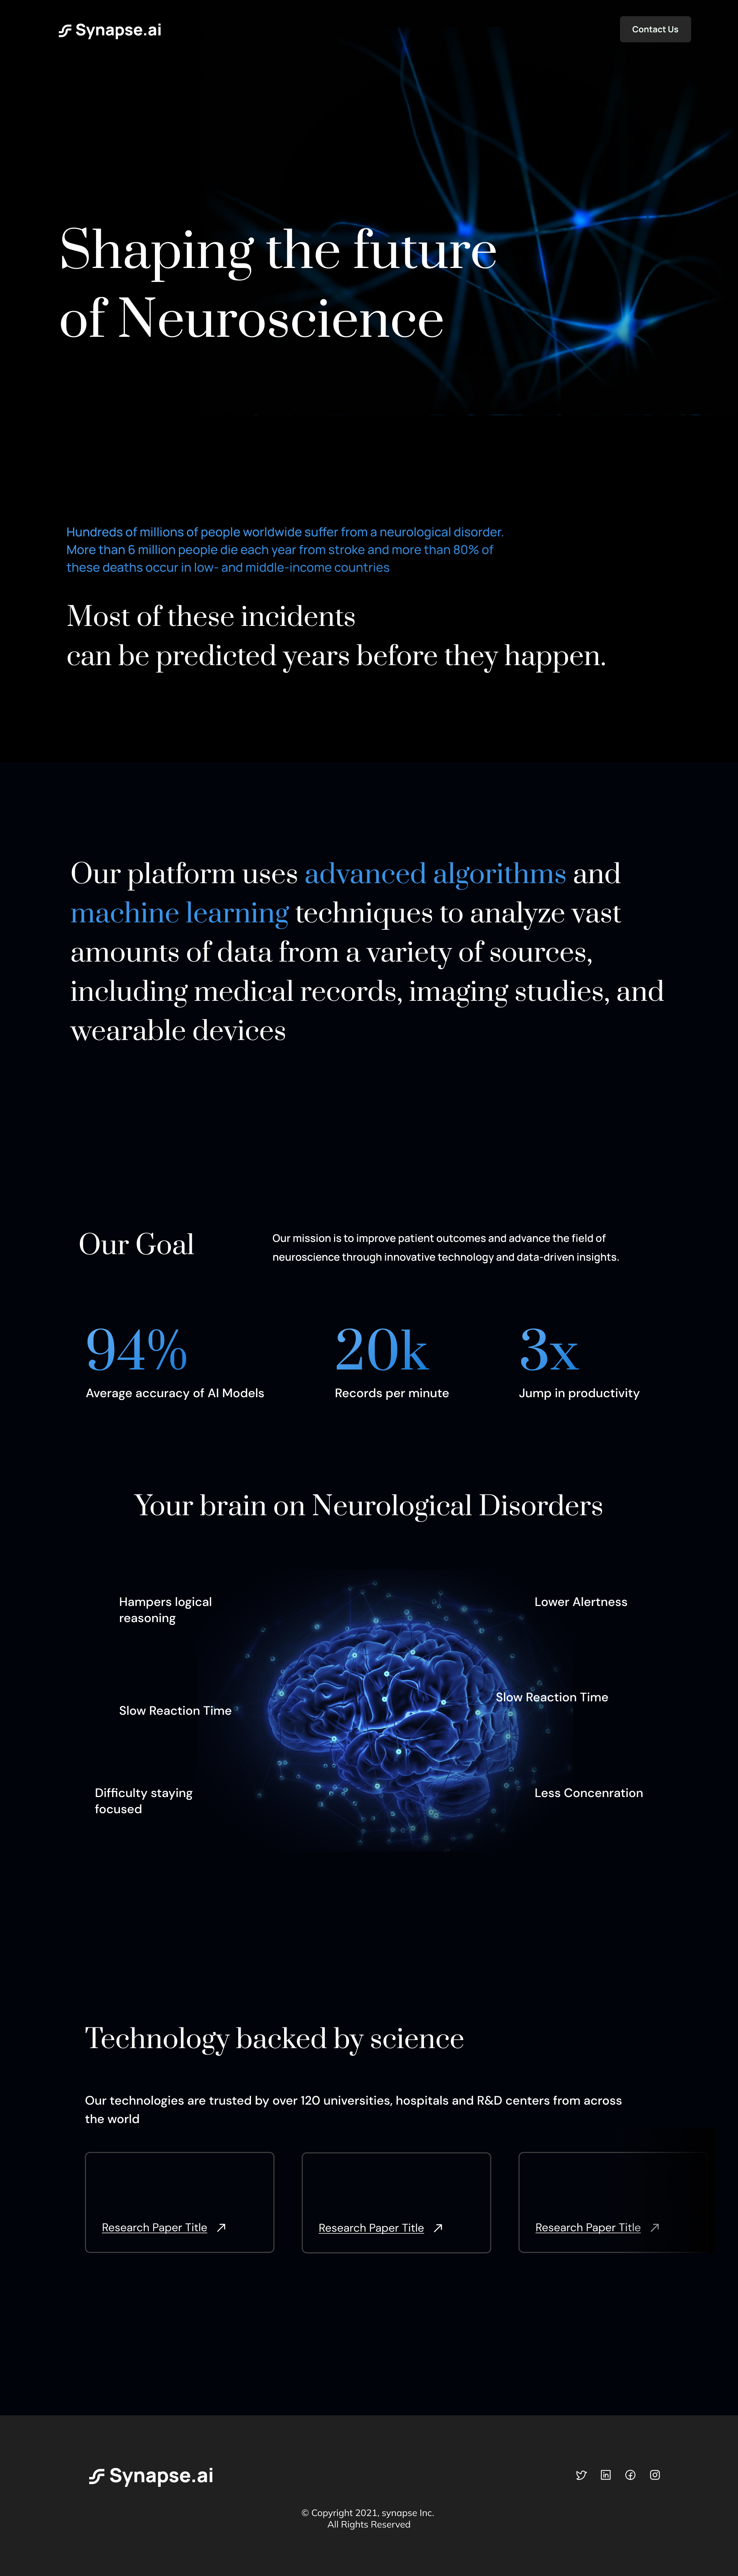 Synapse.ai
Contact Us
Shaping the future
of Neuroscience
Hundreds of millions of people worldwide suffer from a neurological disorder.
More than 6 million people die each year from stroke and more than 80% of
these deaths occur in low- and middle-income countries
Most of these incidents
can be predicted years before they happen.
Our platform uses advanced algorithms and
machine learning techniques to analyze vast
amounts of data from a variety of sources,
including medical records, imaging studies, and
wearable devices
Our Goal
Our mission is to improve patient outcomes and advance the field of
neuroscience through innovative technology and data-driven insights.
94%
20k
3x
Average accuracy of AI Models
Records per minute
Jump in productivity
Your brain on Neurological Disorders
Hampers logical
reasoning
Lower Alertness
Slow Reaction Time
Slow Reaction Time
Difficulty staying
focused
Less Concenration
Technology backed by science
Our technologies are trusted by over 120 universities, hospitals and R&D centers from across
the world
Research Paper Title
Research Paper Title
Research Paper Title
Synapse.ai
© Copyright 2021, synapse Inc.
All Rights Reserved